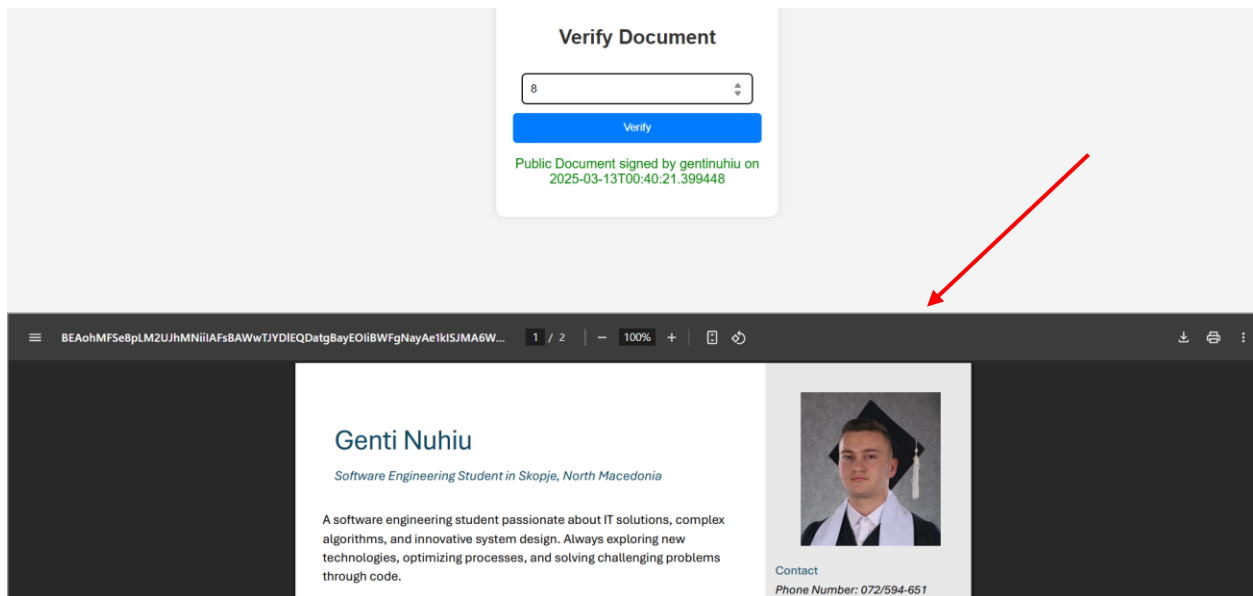 Verify Document
8
Verify
Public Document signed by gentinuhiu on
2025-03-13T00:40:21.399448
BEAohMFSe8pLM2UJhMNiiIAFsBAWwTJYDlEQDatgBayEOIiBWFgNayAe1kISJMA6W... 1 / 2 100%
Genti Nuhiu
Software Engineering Student in Skopje, North Macedonia
A software engineering student passionate about IT solutions, complex
algorithms, and innovative system design. Always exploring new
technologies, optimizing processes, and solving challenging problems
through code.
Contact
Phone Number: 072/594-651